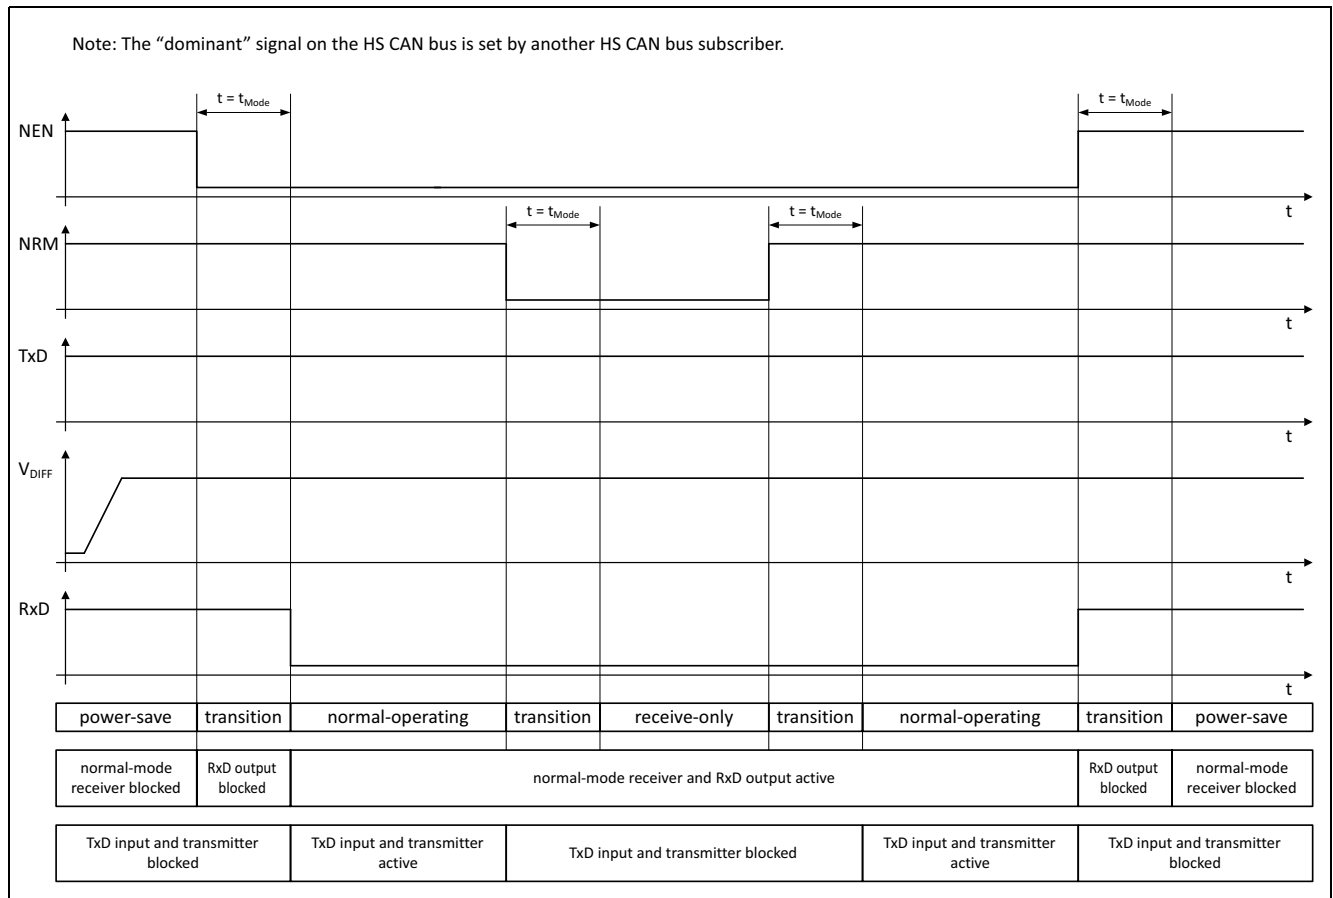 Note: The “dominant” signal on the HS CAN bus is set by another HS CAN bus subscriber.
t = tMode
t = tMode
NEN
t
t = tMode
t = tMode
NRM
t
TxD
t
VDIFF
t
RxD
t
power-save
transition
normal-operating
transition
receive-only
transition
normal-operating
transition
power-save
normal-mode
receiver blocked
RxD output
blocked
normal-mode receiver and RxD output active
RxD output
blocked
normal-mode
receiver blocked
TxD input and transmitter
blocked
TxD input and transmitter
active
TxD input and transmitter blocked
TxD input and transmitter
active
TxD input and transmitter
blocked